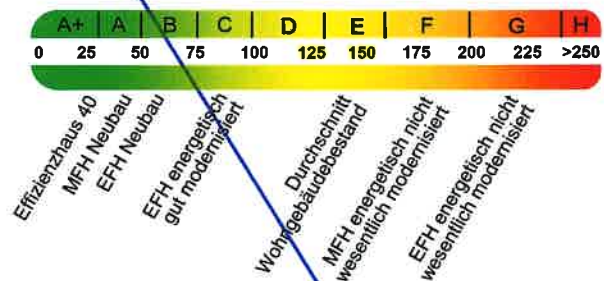 A+ A B C D E F G H
0 25 50 75 100 125 150 175 200 225 >250
Effizienzhaus 40
MFH Neubau
EFH Neubau
EFH energetisch
gut modernisiert
Durchschnitt
Wohngebäudebestand
MFH energetisch nicht
wesentlich modernisiert
EFH energetisch nicht
wesentlich modernisiert